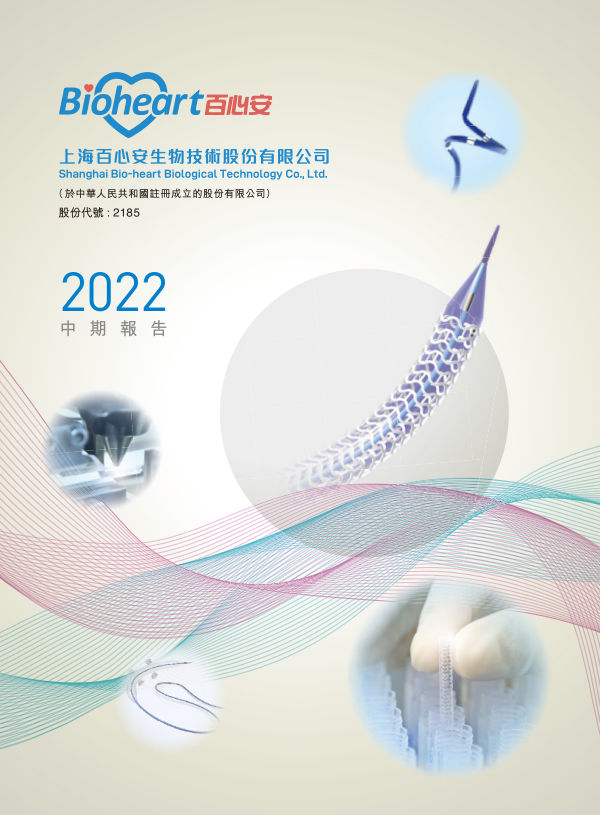 Bioheart百心安
上海百心安生物技術股份有限公司
Shanghai Bio-heart Biological Technology Co., Ltd.
(於中華人民共和國註冊成立的股份有限公司)
股份代號 : 2185
2022
中期報告